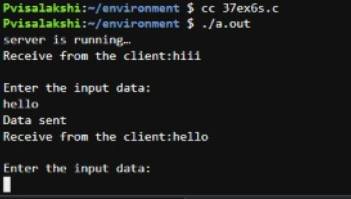 Pvisalakshi:~/environment $ cc 37ex6s.c
Pvisalakshi:~/environment $ ./a.out
server is running…
Receive from the client:hiii
Enter the input data:
hello
Data sent
Receive from the client:hello
Enter the input data: